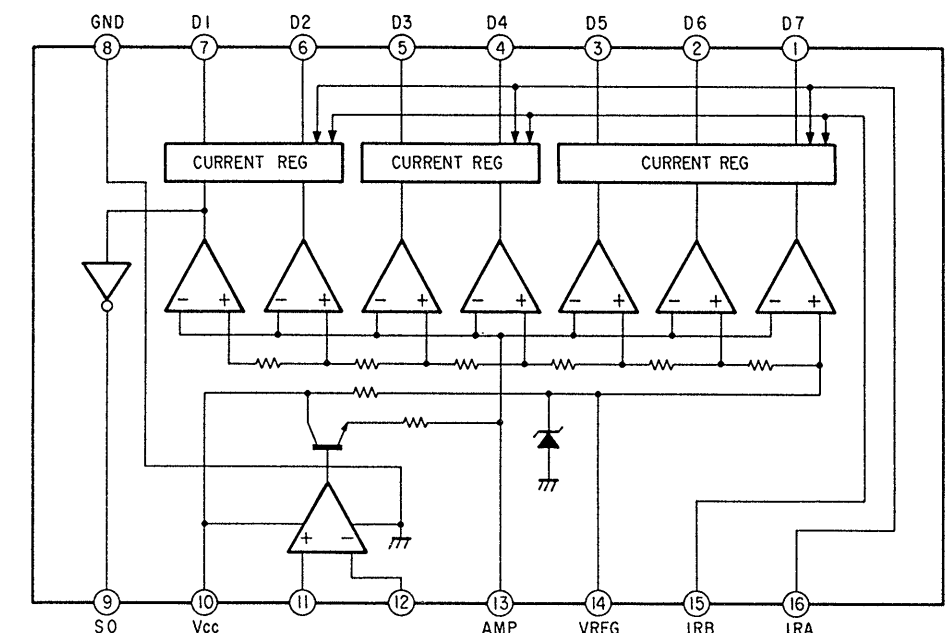 GND D1 D2 D3 D4 D5 D6 D7
8 7 6 5 4 3 2 1
CURRENT REG CURRENT REG CURRENT REG
− + − + − + − + − + − + − +
+ −
9 10 11 12 13 14 15 16
SO Vcc AMP VREG IRB IRA